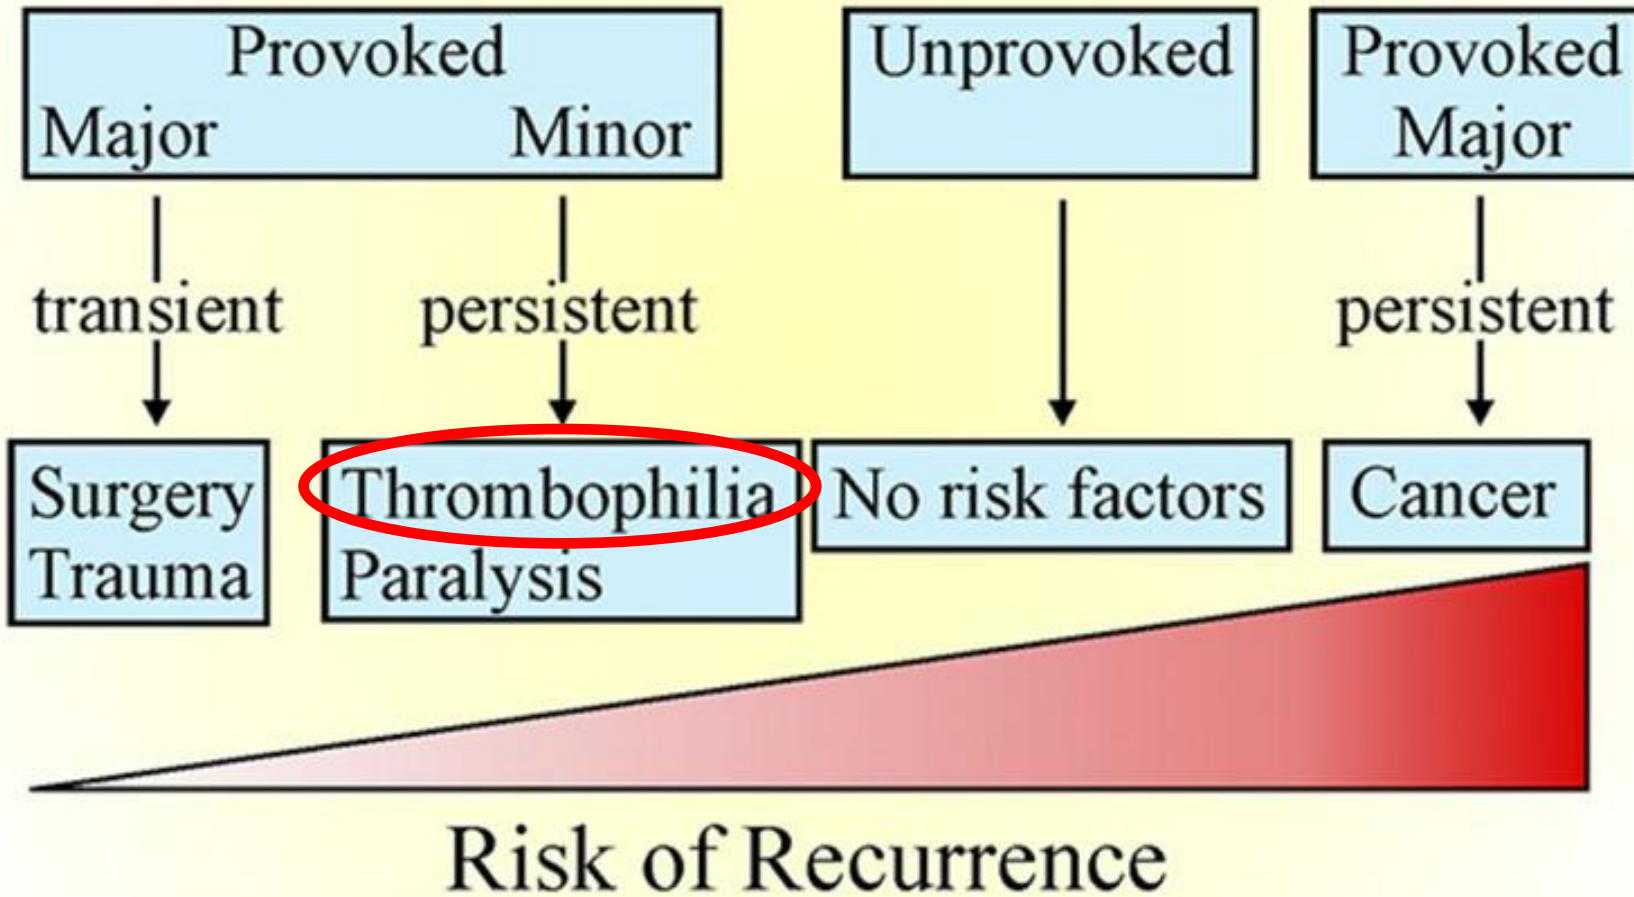 Provoked
Major Minor
Unprovoked
Provoked
Major
transient
persistent
persistent
Surgery
Trauma
Thrombophilia
Paralysis
No risk factors
Cancer
Risk of Recurrence